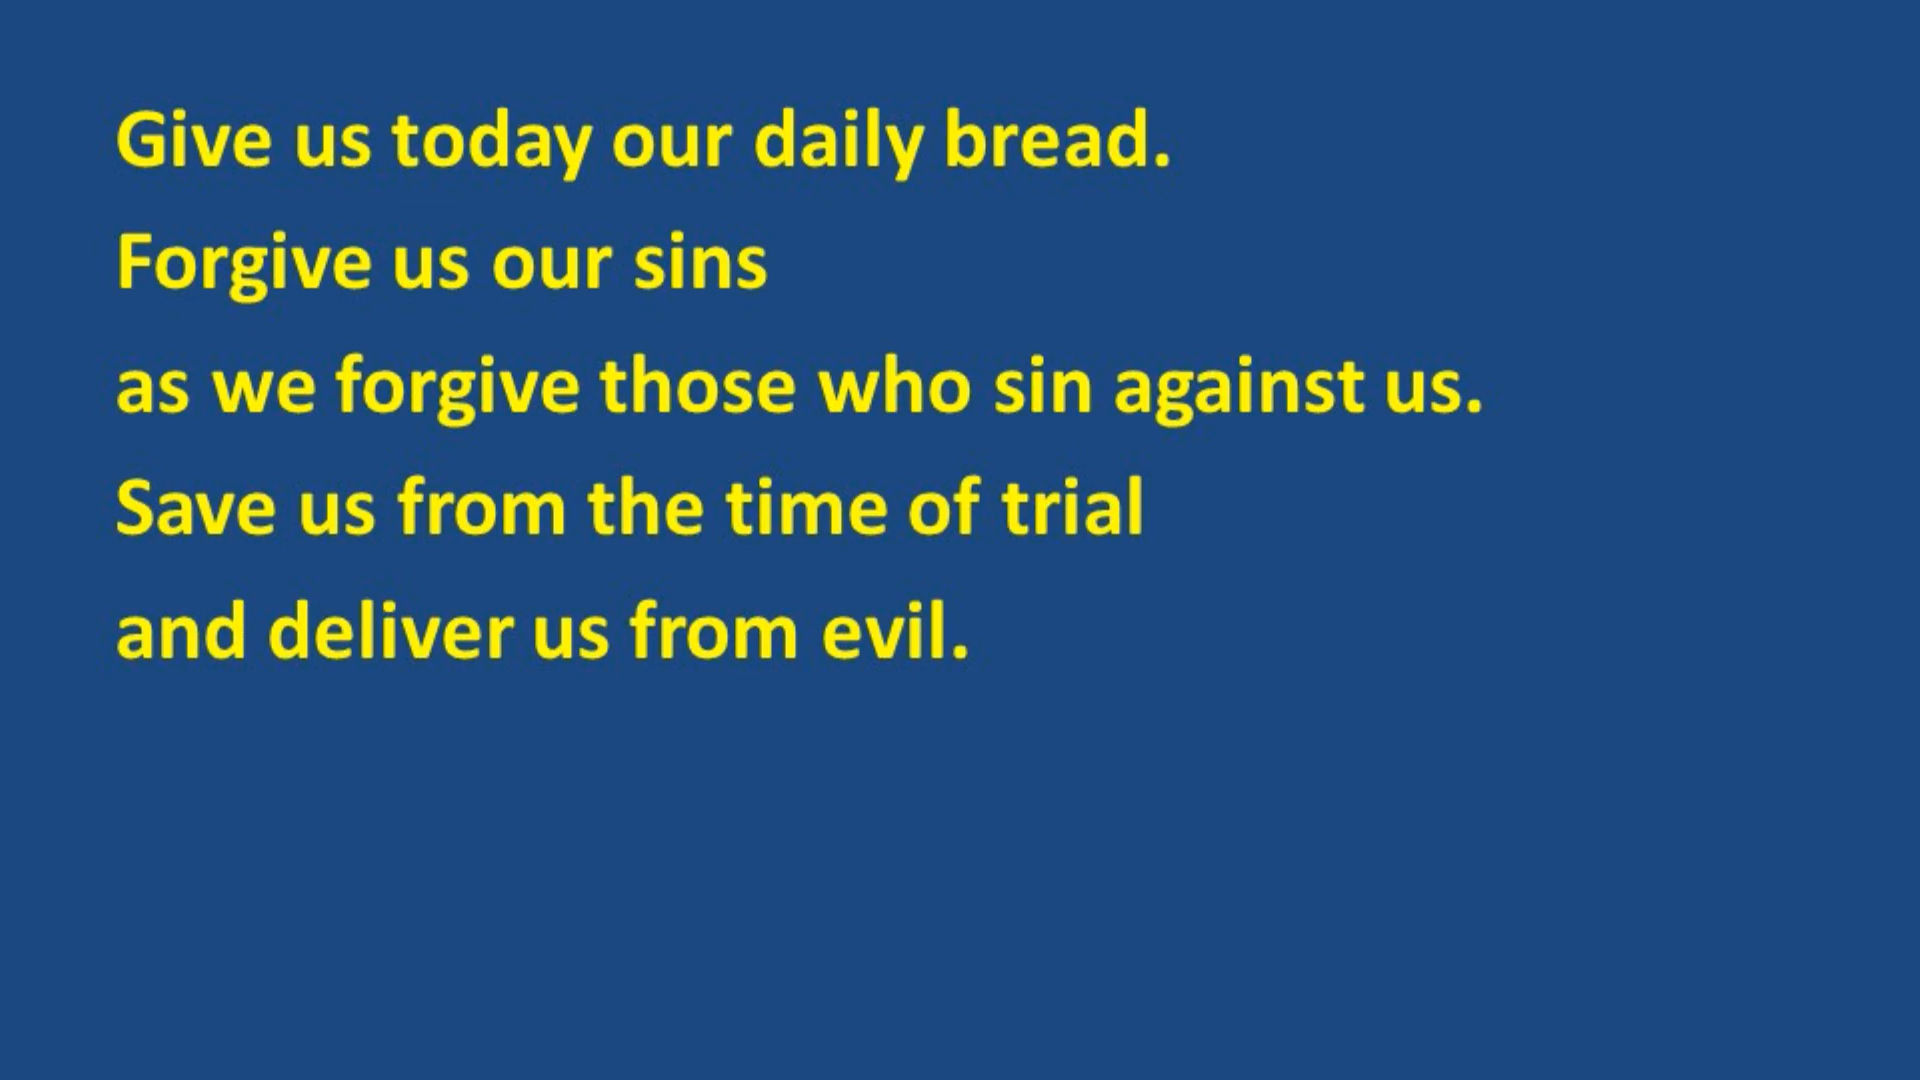 Give us today our daily bread.
Forgive us our sins
as we forgive those who sin against us.
Save us from the time of trial
and deliver us from evil.